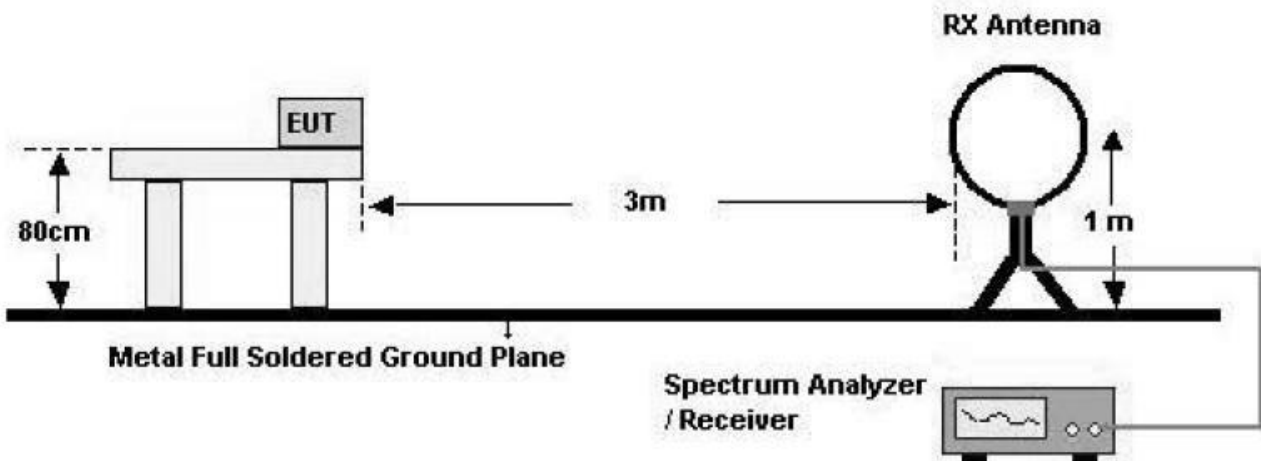 RX Antenna
EUT
80cm
3m
1 m
Metal Full Soldered Ground Plane
Spectrum Analyzer
/ Receiver